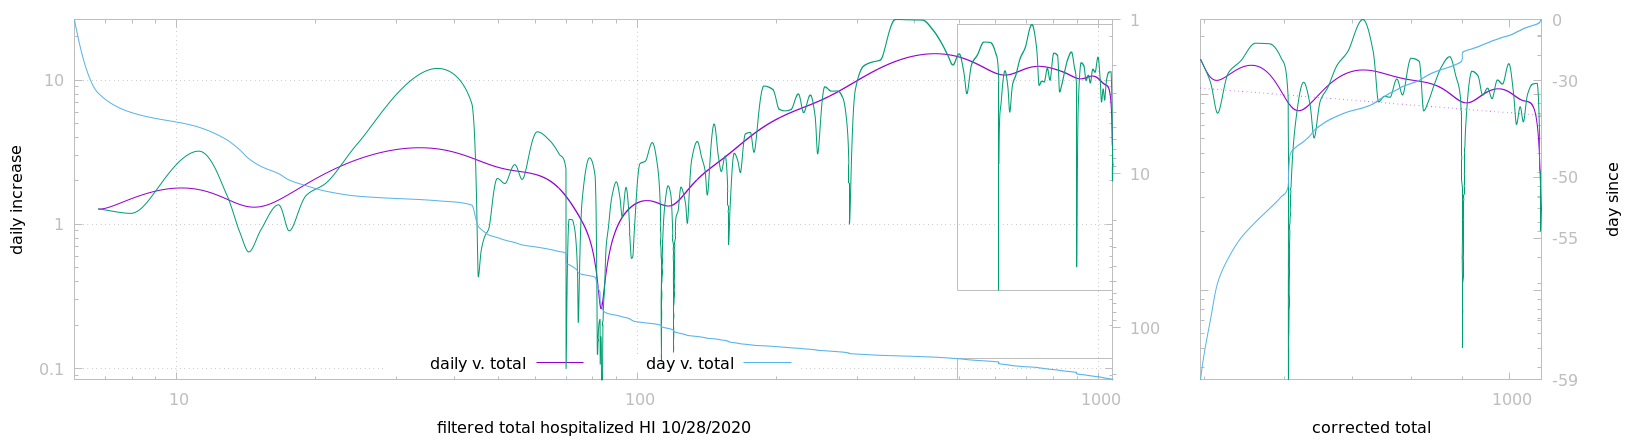 daily increase
10
1
0.1
10
100
1000
filtered total hospitalized HI 10/28/2020
daily v. total
day v. total
1
10
100
1000
corrected total
0
-30
-50
-55
-59
day since